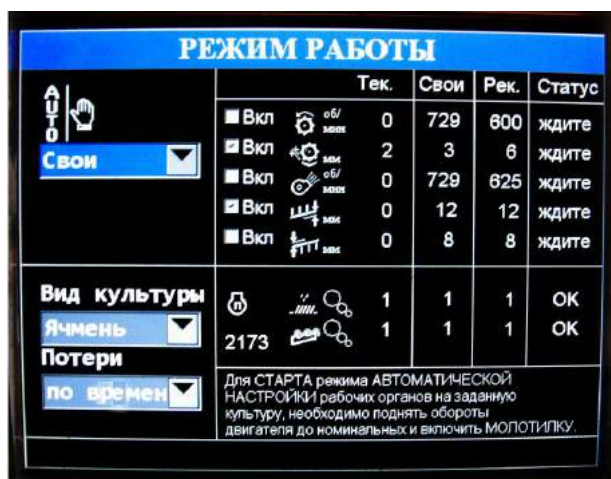 РЕЖИМ РАБОТЫ
Тек. Свои Рек. Статус
AUTO
Свои
Вкл об/мин 0 729 600 ждите
Вкл мм 2 3 6 ждите
Вкл об/мин 0 729 625 ждите
Вкл мм 0 12 12 ждите
Вкл мм 0 8 8 ждите
Вид культуры
Ячмень
Потери
по времен
n 1 1 1 OK
2173 1 1 1 OK
Для СТАРТА режима АВТОМАТИЧЕСКОЙ
НАСТРОЙКИ рабочих органов на заданную
культуру, необходимо поднять обороты
двигателя до номинальных и включить МОЛОТИЛКУ.